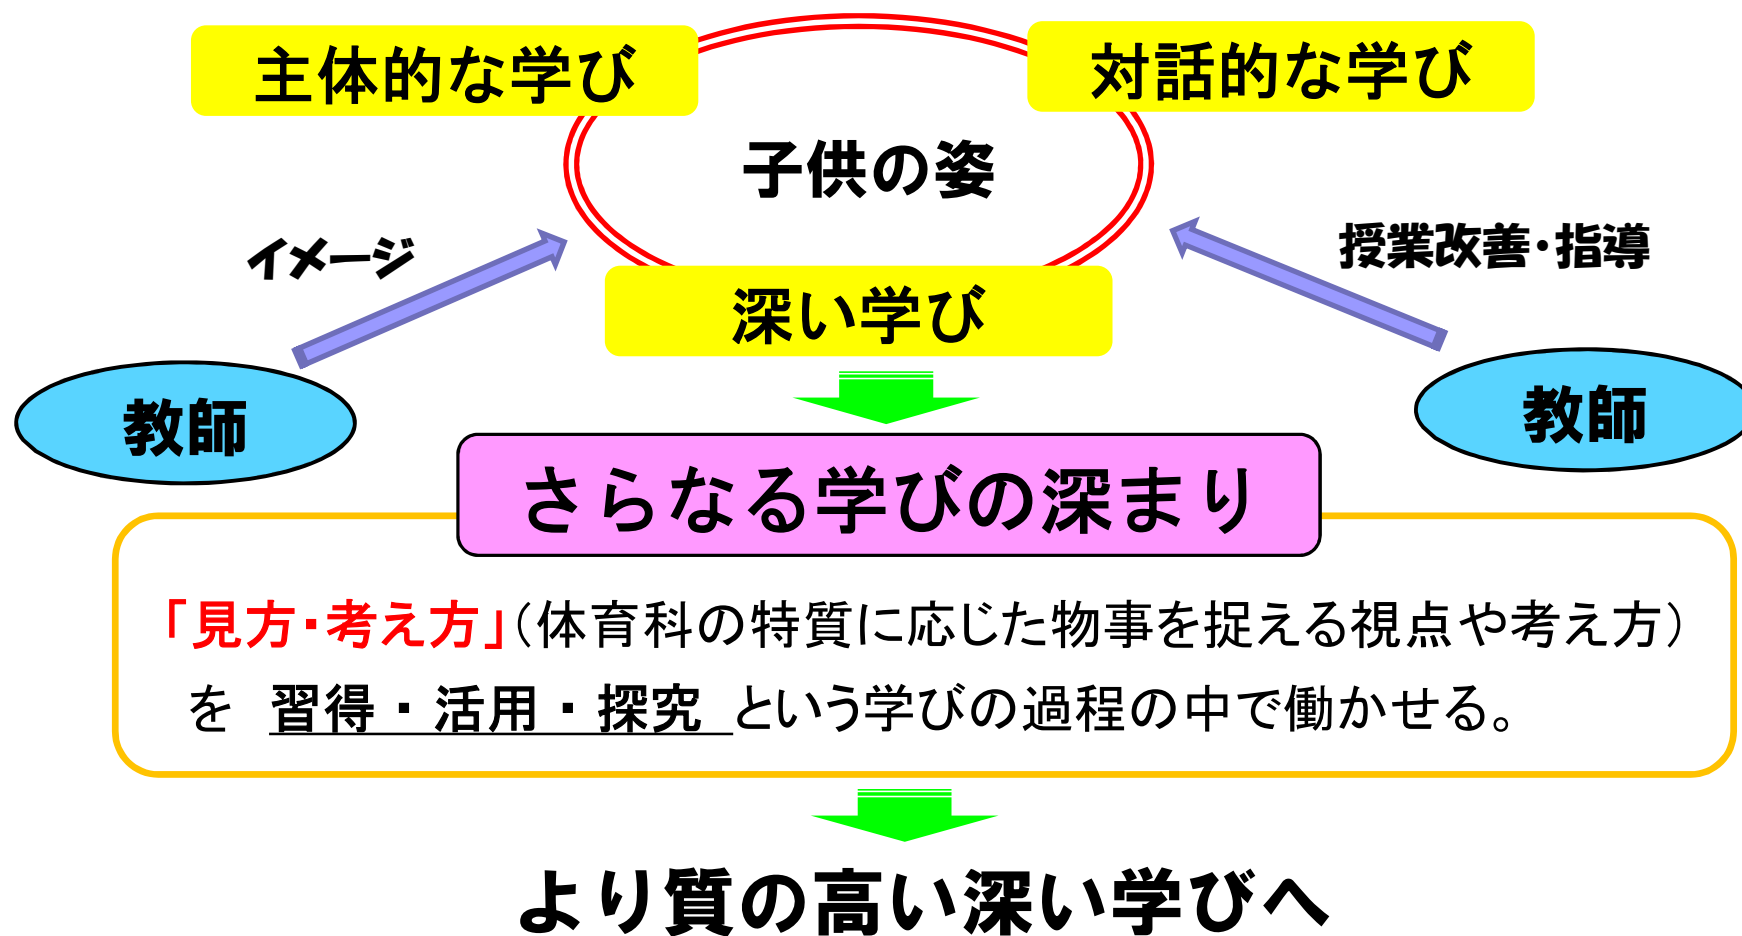 主体的な学び
対話的な学び
子供の姿
イメージ
授業改善・指導
深い学び
教師
教師
さらなる学びの深まり
「見方・考え方」（体育科の特質に応じた物事を捉える視点や考え方）
を　習得・活用・探究　という学びの過程の中で働かせる。
より質の高い深い学びへ